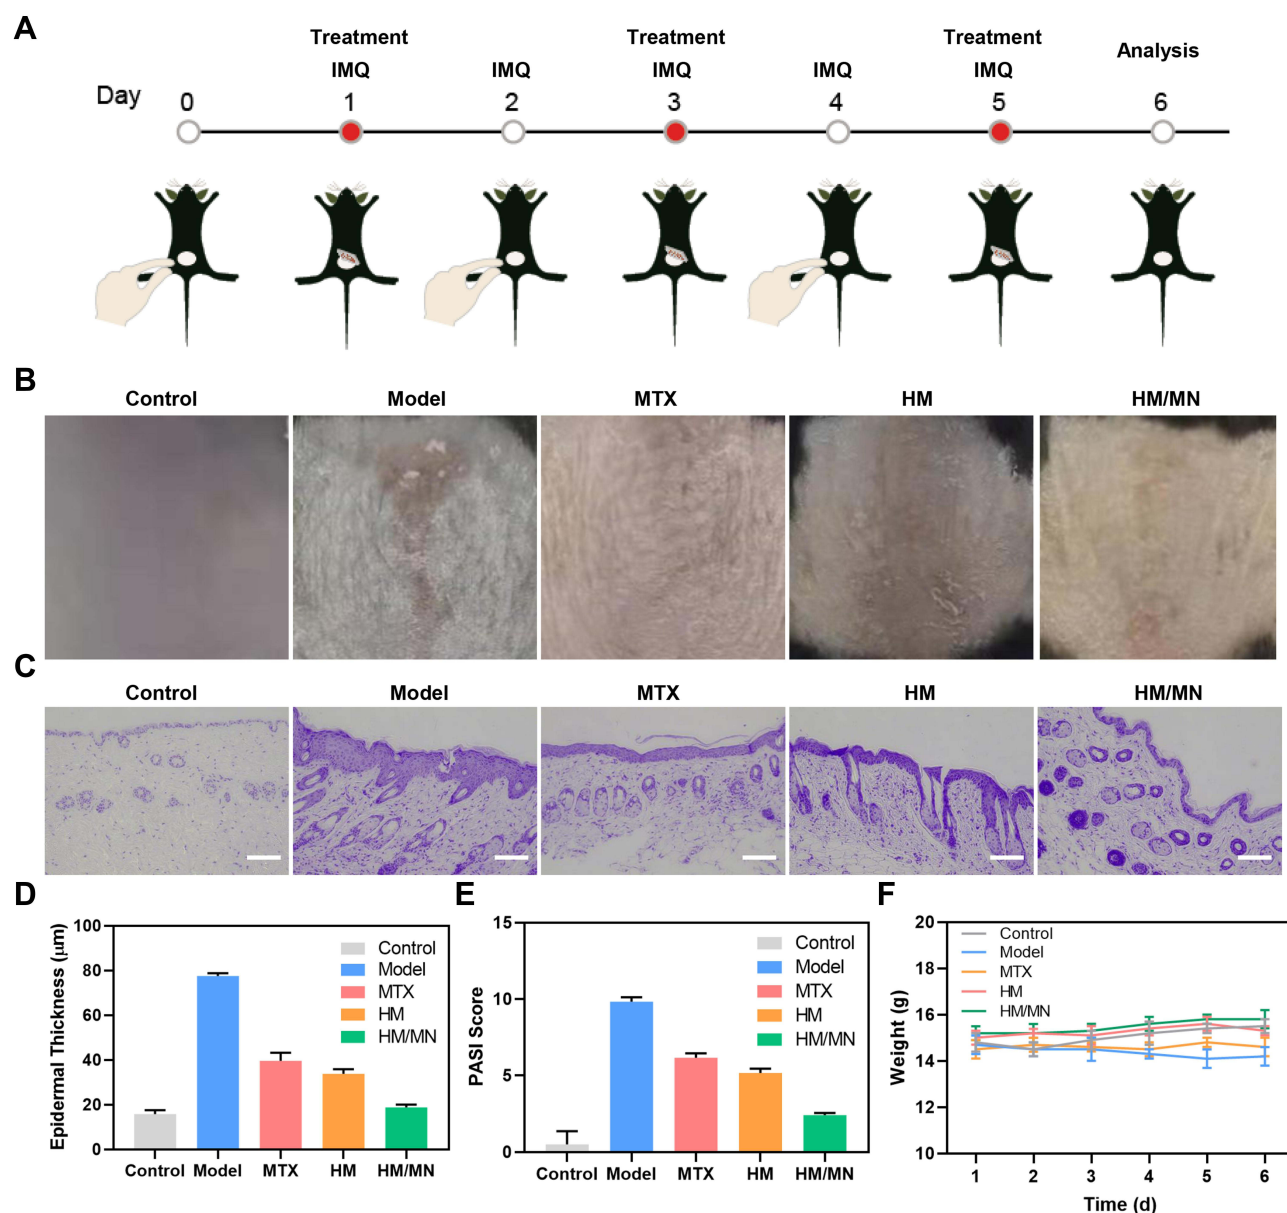 A
Treatment Treatment Treatment Analysis
IMQ IMQ IMQ IMQ IMQ
Day 0 1 2 3 4 5 6
B
Control Model MTX HM HM/MN
C
Control Model MTX HM HM/MN
D
Epidermal Thickness (μm)
100
80
60
40
20
0
Control
Model
MTX
HM
HM/MN
Control Model MTX HM HM/MN
E
PASI Score
15
10
5
0
Control
Model
MTX
HM
HM/MN
Control Model MTX HM HM/MN
F
Weight (g)
20
18
16
14
12
10
Control
Model
MTX
HM
HM/MN
1 2 3 4 5 6
Time (d)